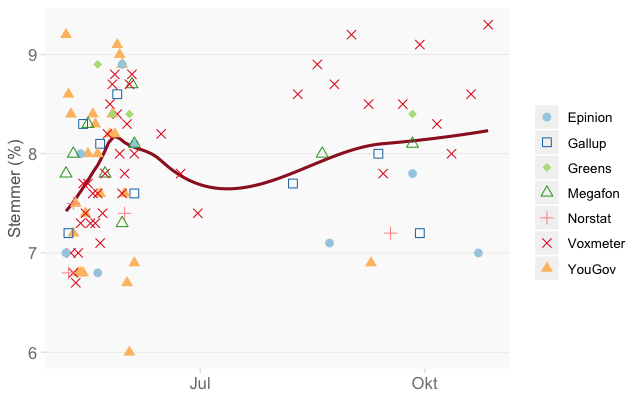 9
8
7
6
Stemmer (%)
Jul
Okt
Epinion
Gallup
Greens
Megafon
Norstat
Voxmeter
YouGov